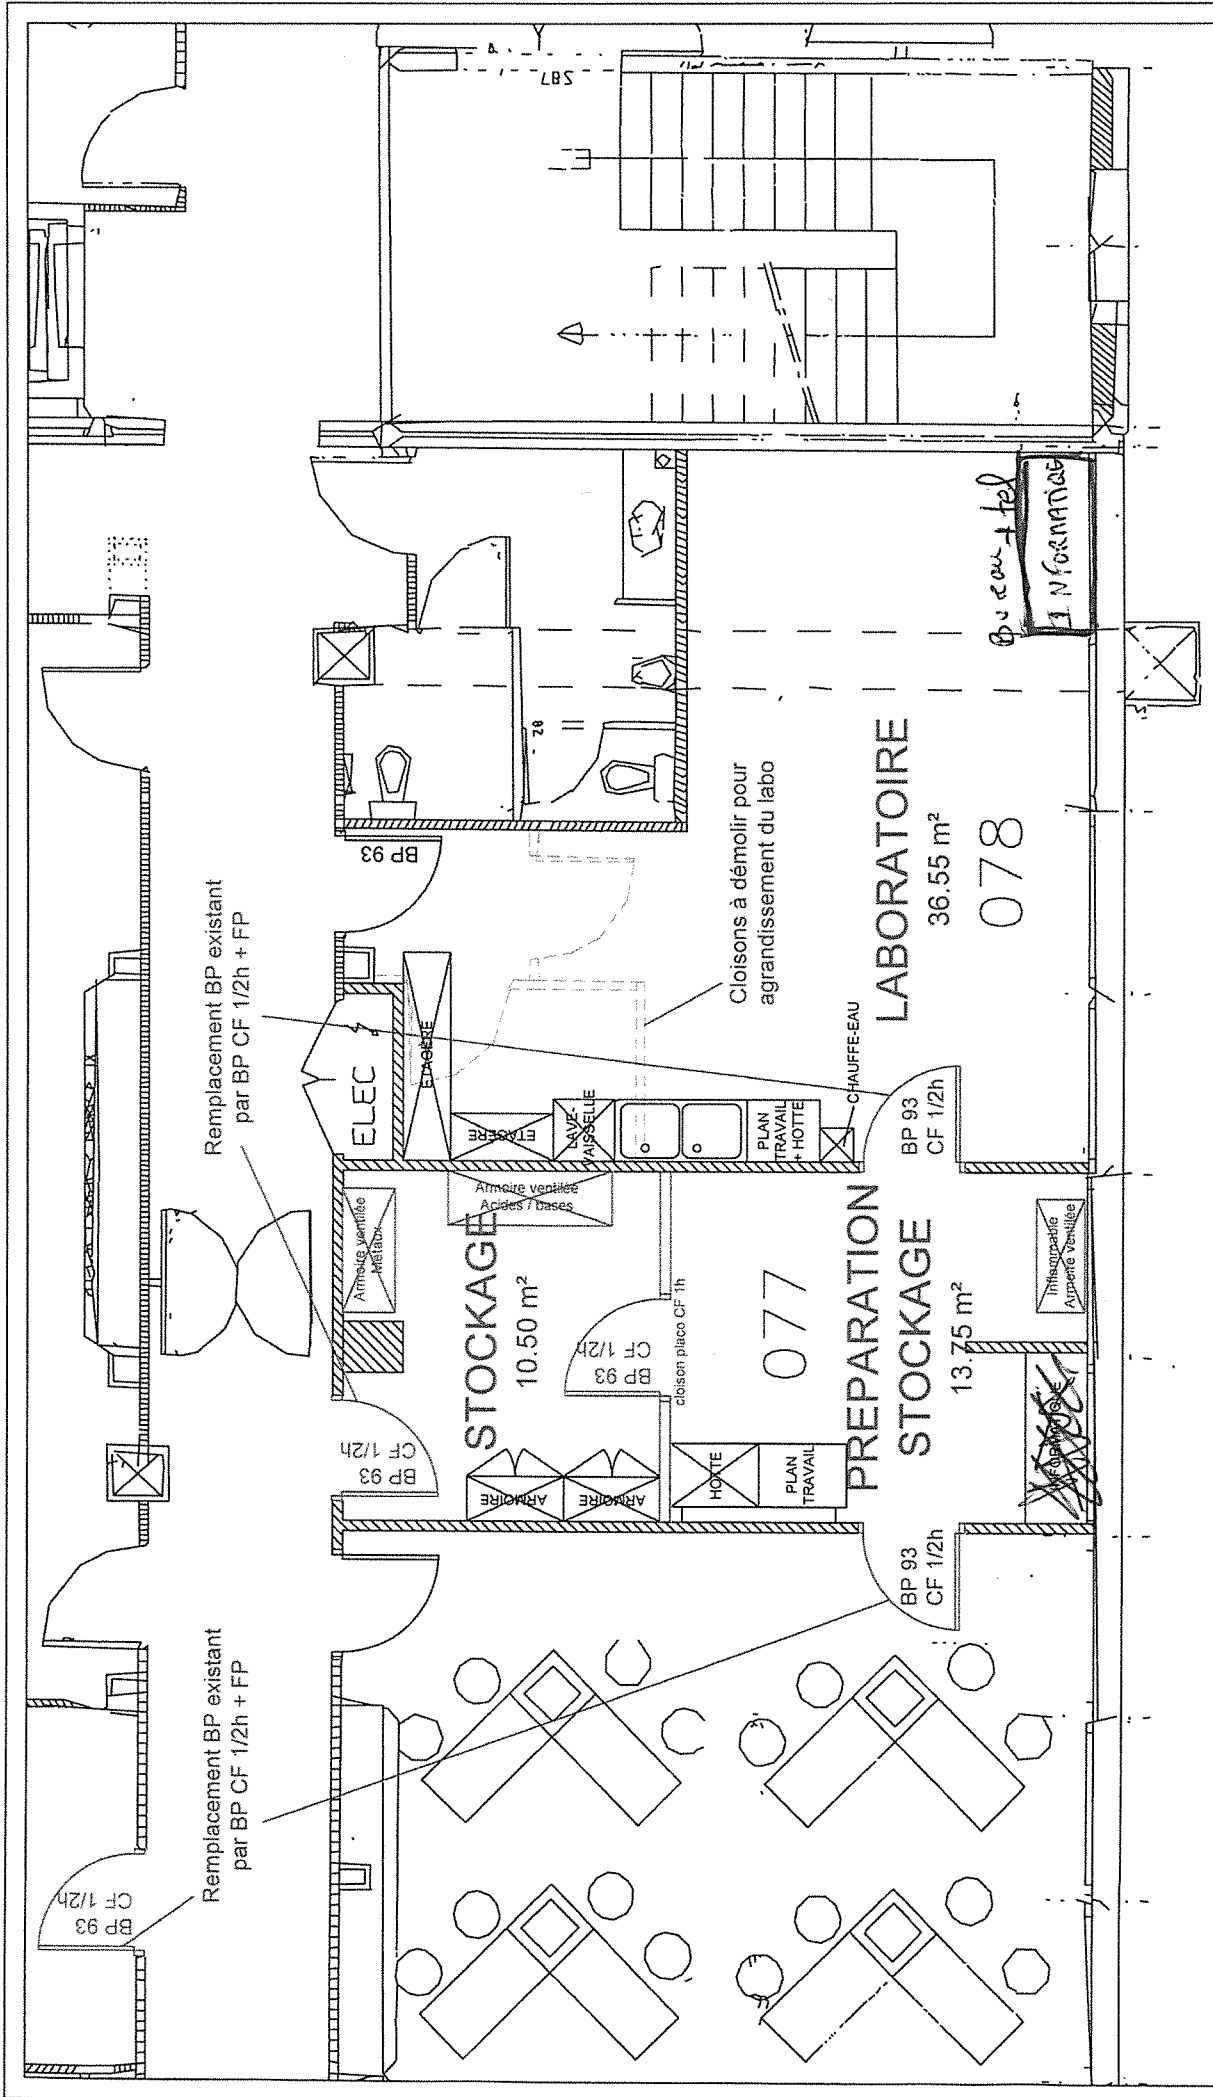 Remplacement BP existant
par BP CF 1/2h + FP
BP 93
CF 1/2h
Remplacement BP existant
par BP CF 1/2h + FP
BP 93
CF 1/2h
BP 93
ELEC
ETAGERE
ETAGERE
LAVE-
VAISSELLE
PLAN
TRAVAIL
+ HOTTE
CHAUFFE-EAU
Armoire ventilée
Métaux
Armoire ventilée
Acides / bases
STOCKAGE
10.50 m²
BP 93
CF 1/2h
cloison placo CF 1h
ARMOIRE
ARMOIRE
HOTTE
PLAN
TRAVAIL
077
PREPARATION
STOCKAGE
13.75 m²
Inflammable
Armoire ventilée
INFORMATIQUE
BP 93
CF 1/2h
BP 93
CF 1/2h
Cloisons à démolir pour
agrandissement du labo
LABORATOIRE
36.55 m²
078
Bureau + tel
INFORMATIQUE
287